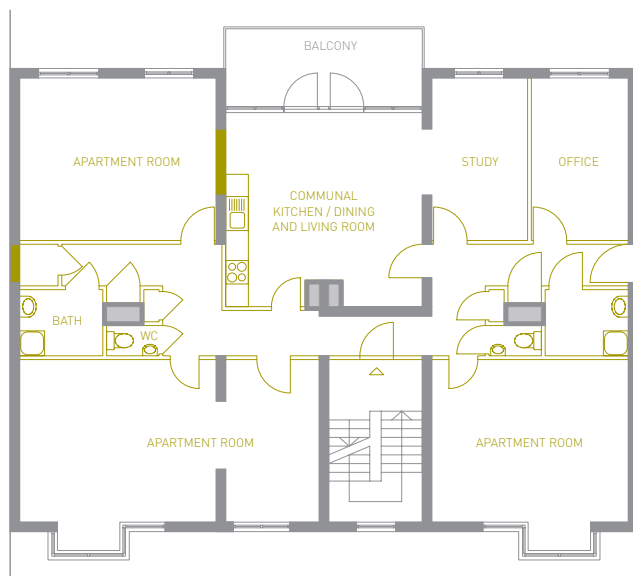 BALCONY
APARTMENT ROOM
COMMUNAL
KITCHEN / DINING
AND LIVING ROOM
STUDY
OFFICE
BATH
WC
APARTMENT ROOM
APARTMENT ROOM